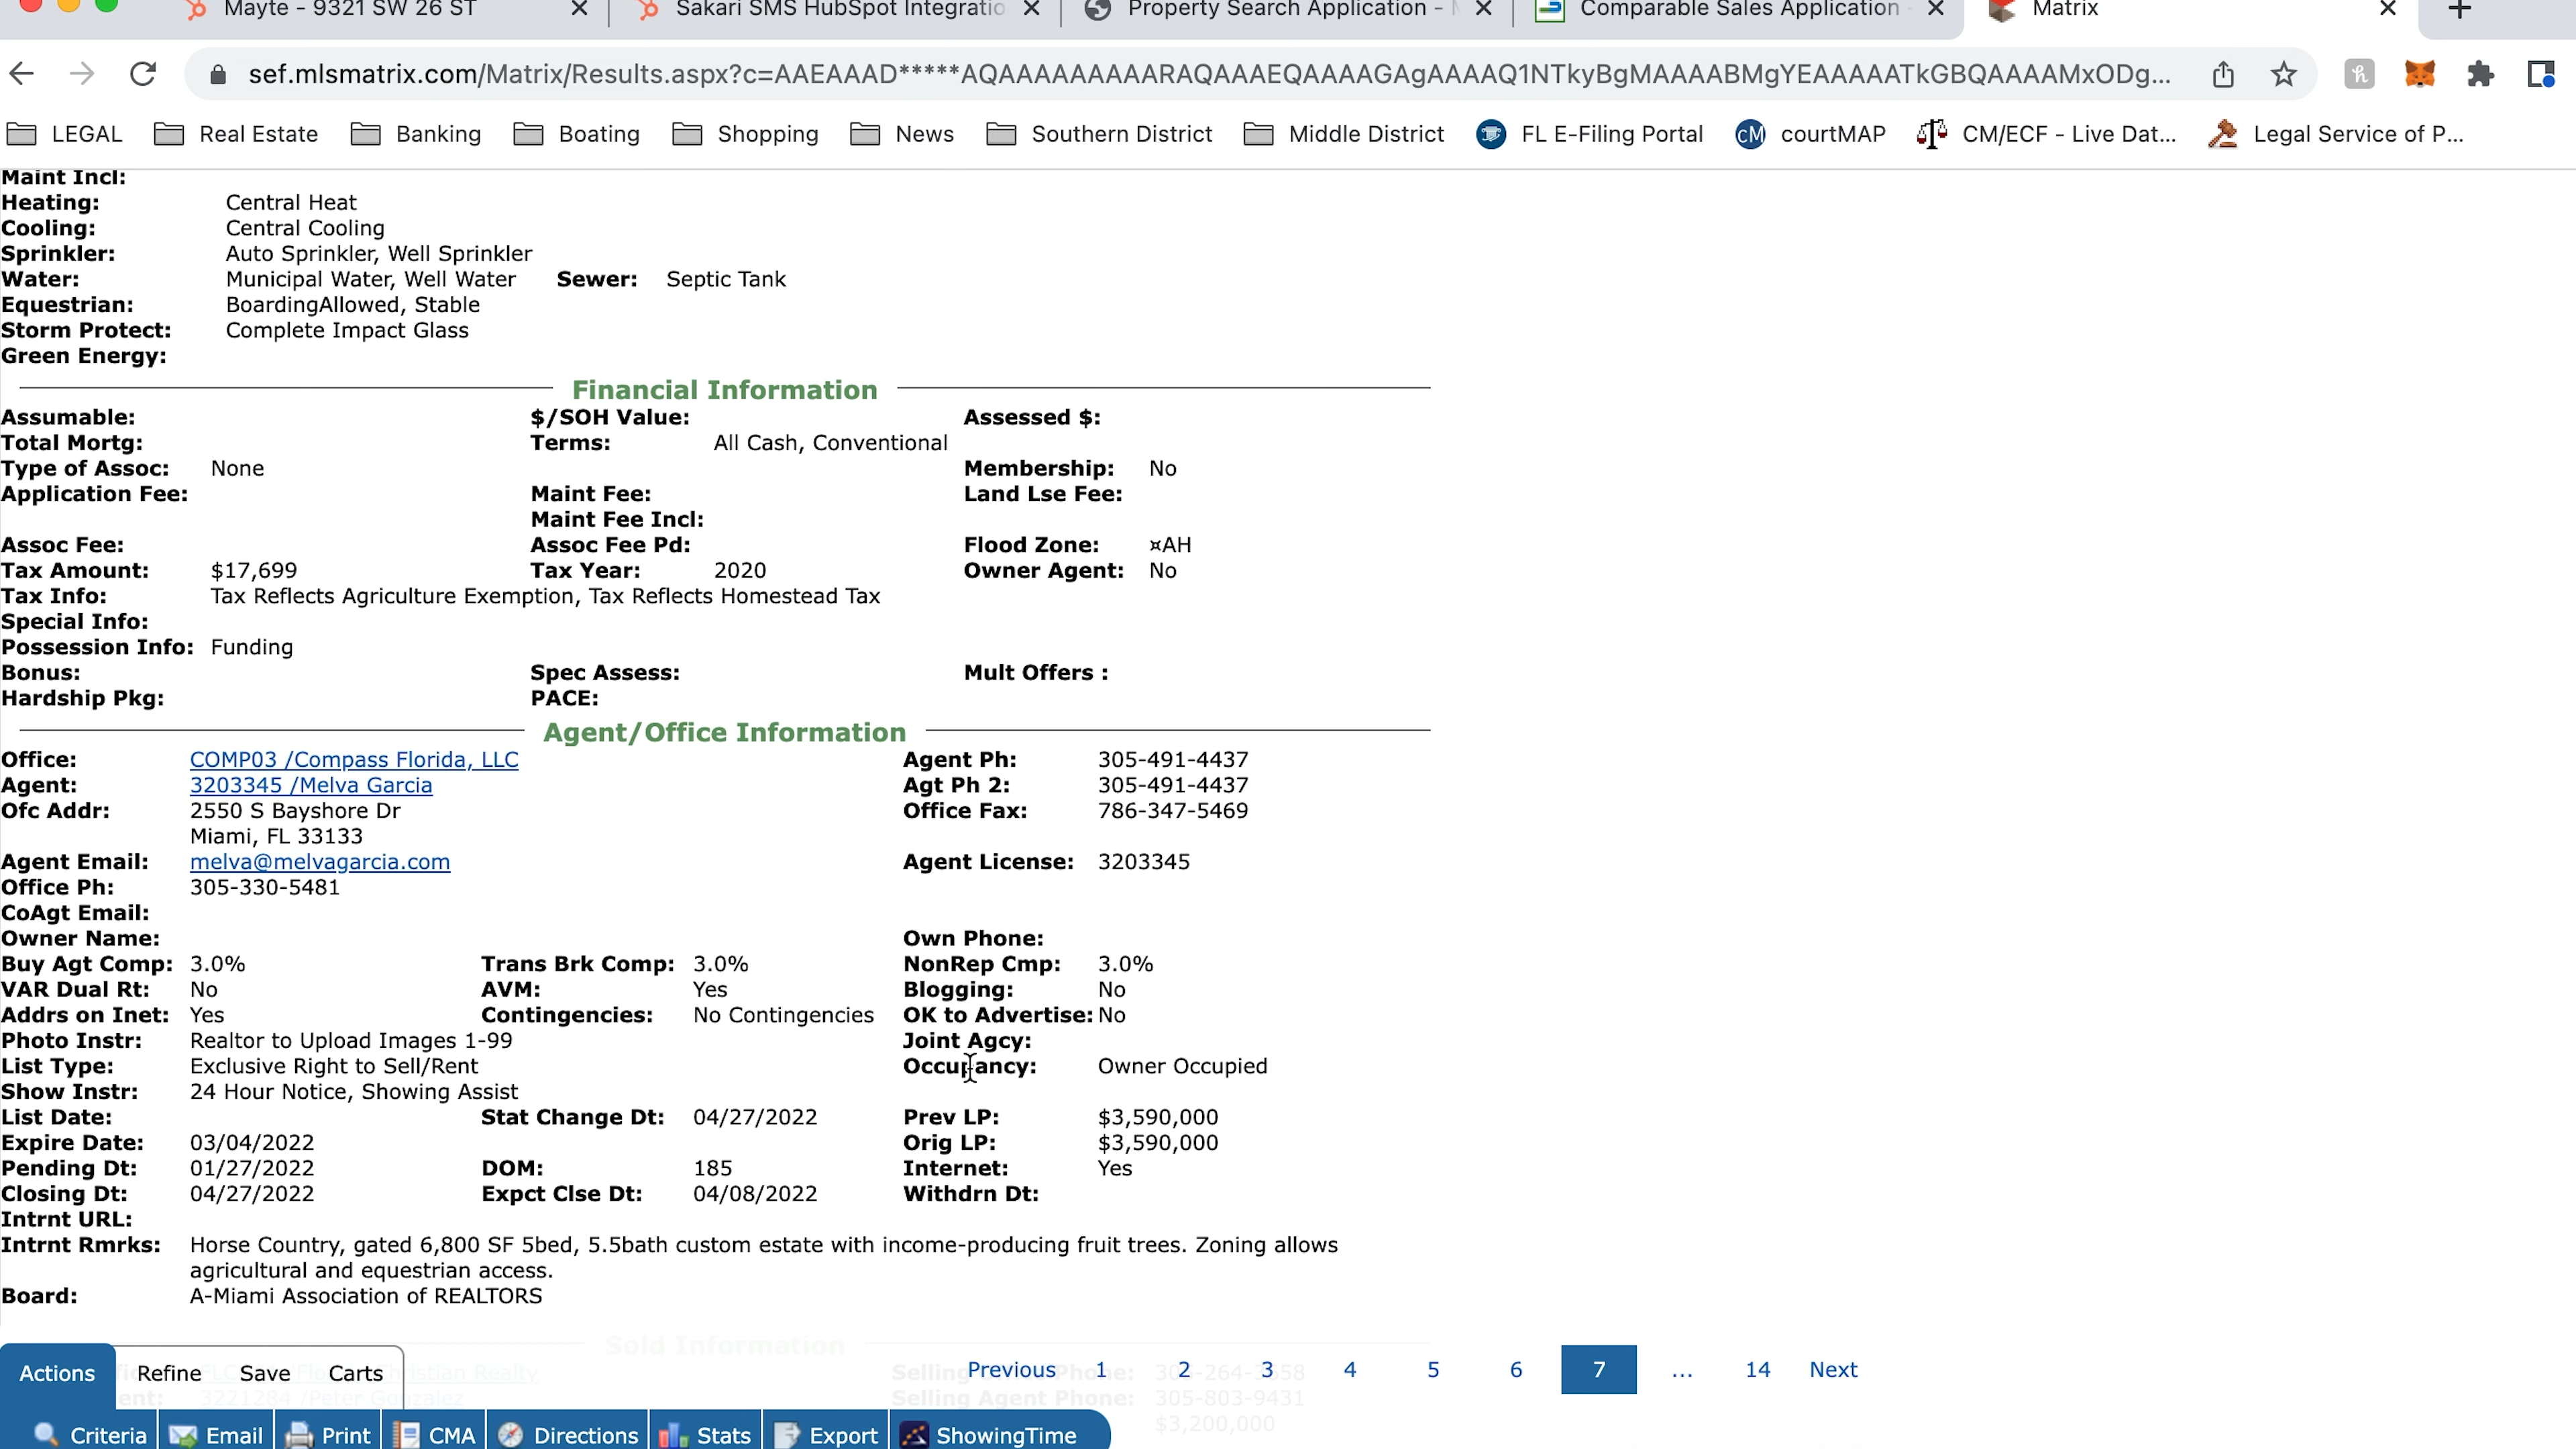 Mayte - 9321 SW 26 ST
Sakari SMS HubSpot Integratio
Property Search Application -
Comparable Sales Application
Matrix
sef.mlsmatrix.com/Matrix/Results.aspx?c=AAEAAAD*****AQAAAAAAAAARAQAAAEQAAAAGAgAAAAQ1NTkyBgMAAAABMgYEAAAAATkGBQAAAAMxODg...
LEGAL Real Estate Banking Boating Shopping News Southern District Middle District FL E-Filing Portal cM courtMAP CM/ECF - Live Dat... Legal Service of P...
Maint Incl:
Heating: Central Heat
Cooling: Central Cooling
Sprinkler: Auto Sprinkler, Well Sprinkler
Water: Municipal Water, Well Water Sewer: Septic Tank
Equestrian: BoardingAllowed, Stable
Storm Protect: Complete Impact Glass
Green Energy:
Financial Information
Assumable: $/SOH Value: Assessed $:
Total Mortg: Terms: All Cash, Conventional
Type of Assoc: None Membership: No
Application Fee: Maint Fee: Land Lse Fee:
Maint Fee Incl:
Assoc Fee: Assoc Fee Pd: Flood Zone: ¤AH
Tax Amount: $17,699 Tax Year: 2020 Owner Agent: No
Tax Info: Tax Reflects Agriculture Exemption, Tax Reflects Homestead Tax
Special Info:
Possession Info: Funding
Bonus: Spec Assess: Mult Offers :
Hardship Pkg: PACE:
Agent/Office Information
Office: COMP03 /Compass Florida, LLC Agent Ph: 305-491-4437
Agent: 3203345 /Melva Garcia Agt Ph 2: 305-491-4437
Ofc Addr: 2550 S Bayshore Dr Office Fax: 786-347-5469
Miami, FL 33133
Agent Email: melva@melvagarcia.com Agent License: 3203345
Office Ph: 305-330-5481
CoAgt Email:
Owner Name: Own Phone:
Buy Agt Comp: 3.0% Trans Brk Comp: 3.0% NonRep Cmp: 3.0%
VAR Dual Rt: No AVM: Yes Blogging: No
Addrs on Inet: Yes Contingencies: No Contingencies OK to Advertise: No
Photo Instr: Realtor to Upload Images 1-99 Joint Agcy:
List Type: Exclusive Right to Sell/Rent Occupancy: Owner Occupied
Show Instr: 24 Hour Notice, Showing Assist
List Date: Stat Change Dt: 04/27/2022 Prev LP: $3,590,000
Expire Date: 03/04/2022 Orig LP: $3,590,000
Pending Dt: 01/27/2022 DOM: 185 Internet: Yes
Closing Dt: 04/27/2022 Expct Clse Dt: 04/08/2022 Withdrn Dt:
Intrnt URL:
Intrnt Rmrks: Horse Country, gated 6,800 SF 5bed, 5.5bath custom estate with income-producing fruit trees. Zoning allows
agricultural and equestrian access.
Board: A-Miami Association of REALTORS
Sold Information
Actions Refine Save Carts Previous 1 2 3 4 5 6 7 ... 14 Next
3221284 /Peter Gonzalez Selling Agent Phone: 305-803-9431
$3,200,000
Criteria Email Print CMA Directions Stats Export ShowingTime